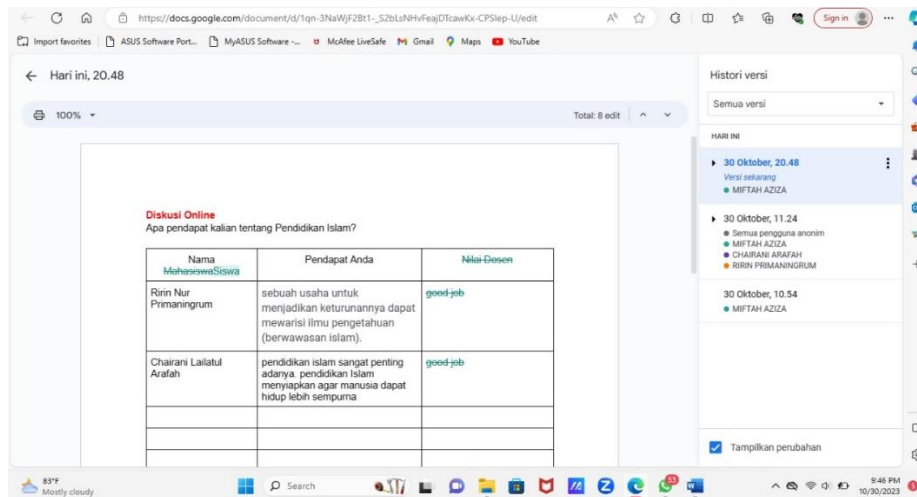 https://docs.google.com/document/d/1qn-3NaWjF2Bt1-_S2bLsNHvFeajDTcawKx-CPSlep-U/edit
Sign in
Import favorites
ASUS Software Port...
MyASUS Software -...
McAfee LiveSafe
Gmail
Maps
YouTube
Hari ini, 20.48
100%
Total: 8 edit
Diskusi Online
Apa pendapat kalian tentang Pendidikan Islam?
Nama
MahasiswaSiswa
Pendapat Anda
Nilai Dosen
Ririn Nur
Primaningrum
sebuah usaha untuk
menjadikan keturunannya dapat
mewarisi ilmu pengetahuan
(berwawasan islam).
good job
Chairani Lailatul
Arafah
pendidikan islam sangat penting
adanya. pendidikan Islam
menyiapkan agar manusia dapat
hidup lebih sempurna
good job
Histori versi
Semua versi
HARI INI
30 Oktober, 20.48
Versi sekarang
MIFTAH AZIZA
30 Oktober, 11.24
Semua pengguna anonim
MIFTAH AZIZA
CHAIRANI ARAFAH
RIRIN PRIMANINGRUM
30 Oktober, 10.54
MIFTAH AZIZA
Tampilkan perubahan
83°F
Mostly cloudy
Search
9:46 PM
10/30/2023